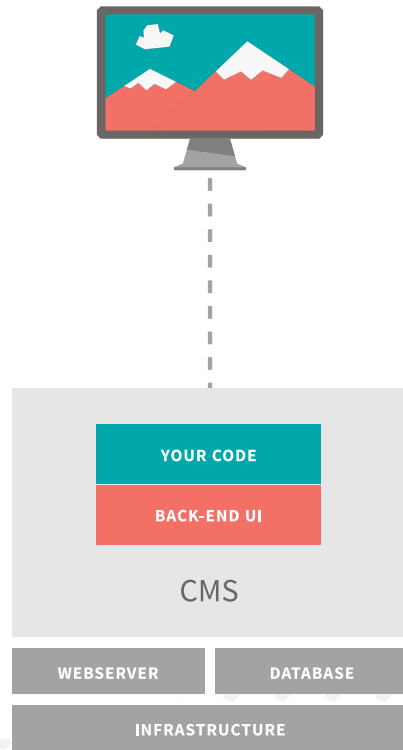 YOUR CODE
BACK-END UI
CMS
WEBSERVER
DATABASE
INFRASTRUCTURE